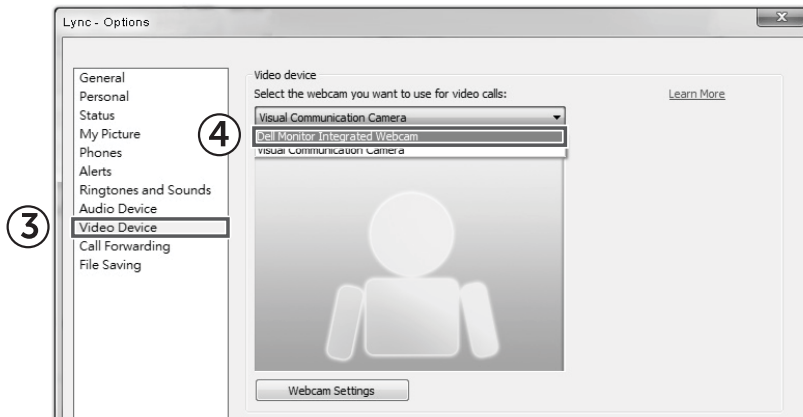 Lync - Options
General
Personal
Status
My Picture
Phones
Alerts
Ringtones and Sounds
Audio Device
③ Video Device
Call Forwarding
File Saving
Video device
Select the webcam you want to use for video calls:
Learn More
Visual Communication Camera
④ Dell Monitor Integrated Webcam
Visual Communication Camera
Webcam Settings